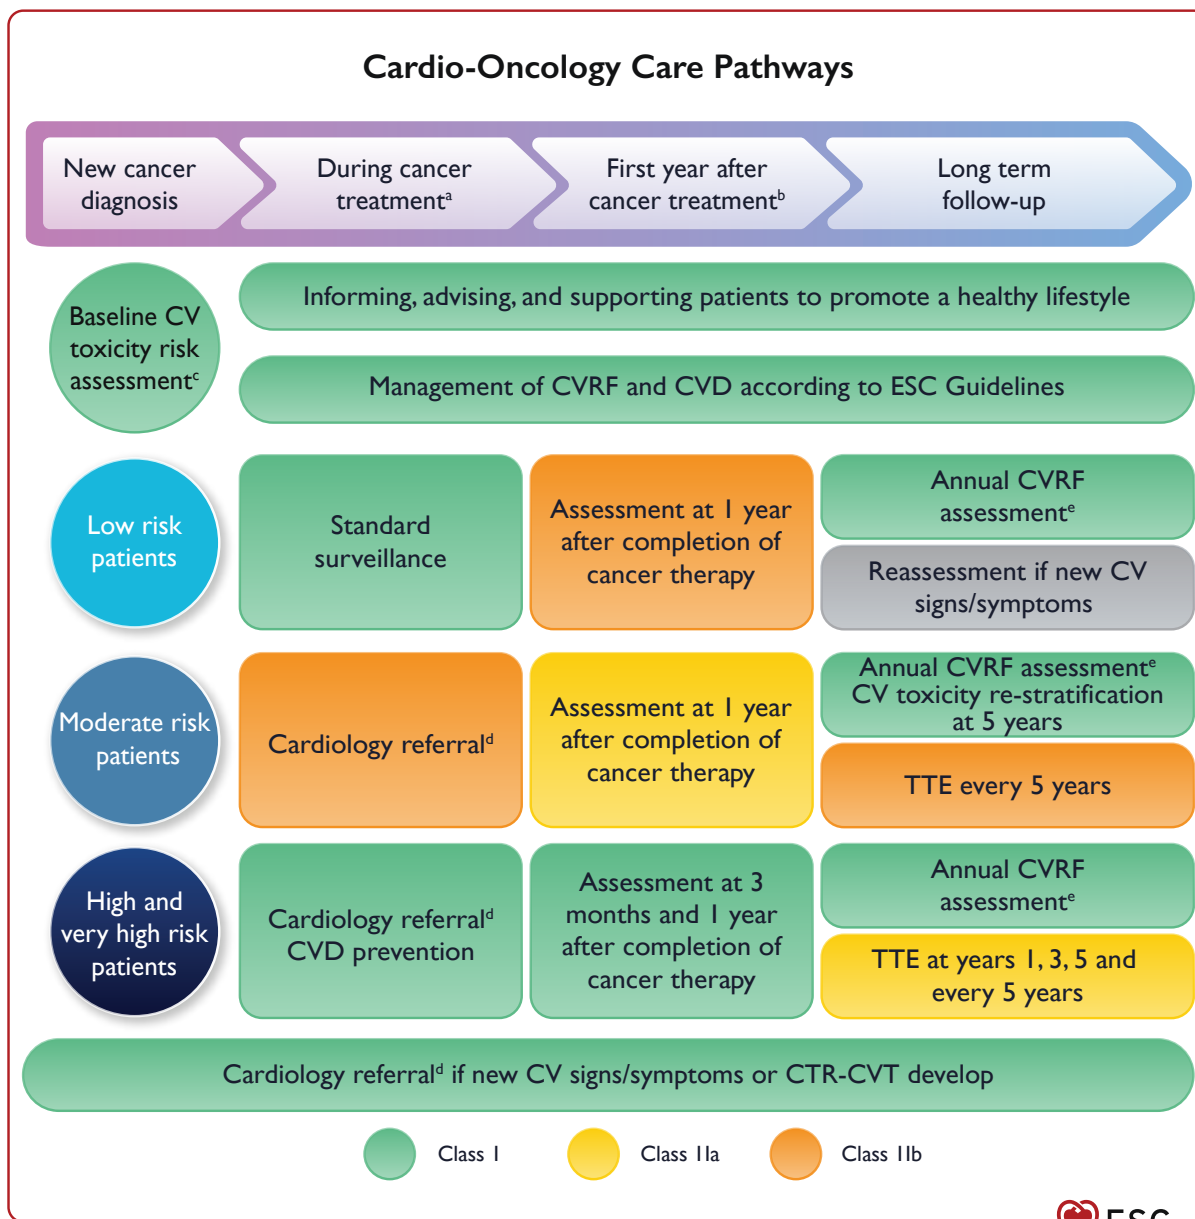 Cardio-Oncology Care Pathways
New cancer
diagnosis
During cancer
treatmentᵃ
First year after
cancer treatmentᵇ
Long term
follow-up
Baseline CV
toxicity risk
assessmentᶜ
Informing, advising, and supporting patients to promote a healthy lifestyle
Management of CVRF and CVD according to ESC Guidelines
Low risk
patients
Standard
surveillance
Assessment at 1 year
after completion of
cancer therapy
Annual CVRF
assessmentᵉ
Reassessment if new CV
signs/symptoms
Moderate risk
patients
Cardiology referralᵈ
Assessment at 1 year
after completion of
cancer therapy
Annual CVRF assessmentᵉ
CV toxicity re-stratification
at 5 years
TTE every 5 years
High and
very high risk
patients
Cardiology referralᵈ
CVD prevention
Assessment at 3
months and 1 year
after completion of
cancer therapy
Annual CVRF
assessmentᵉ
TTE at years 1, 3, 5 and
every 5 years
Cardiology referralᵈ if new CV signs/symptoms or CTR-CVT develop
Class 1
Class 11a
Class 11b
ESC